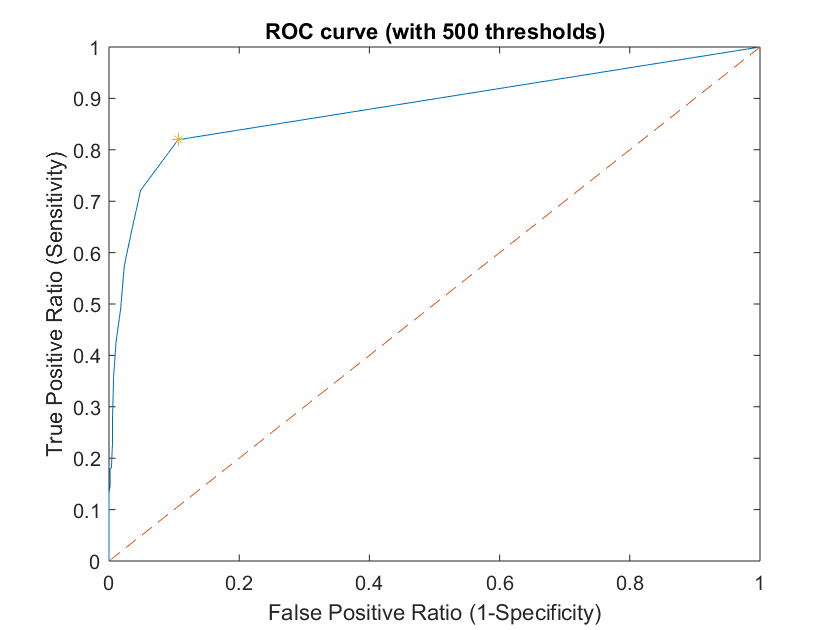 ROC curve (with 500 thresholds)
1
0.9
0.8
0.7
0.6
0.5
0.4
0.3
0.2
0.1
0
True Positive Ratio (Sensitivity)
0 0.2 0.4 0.6 0.8 1
False Positive Ratio (1-Specificity)